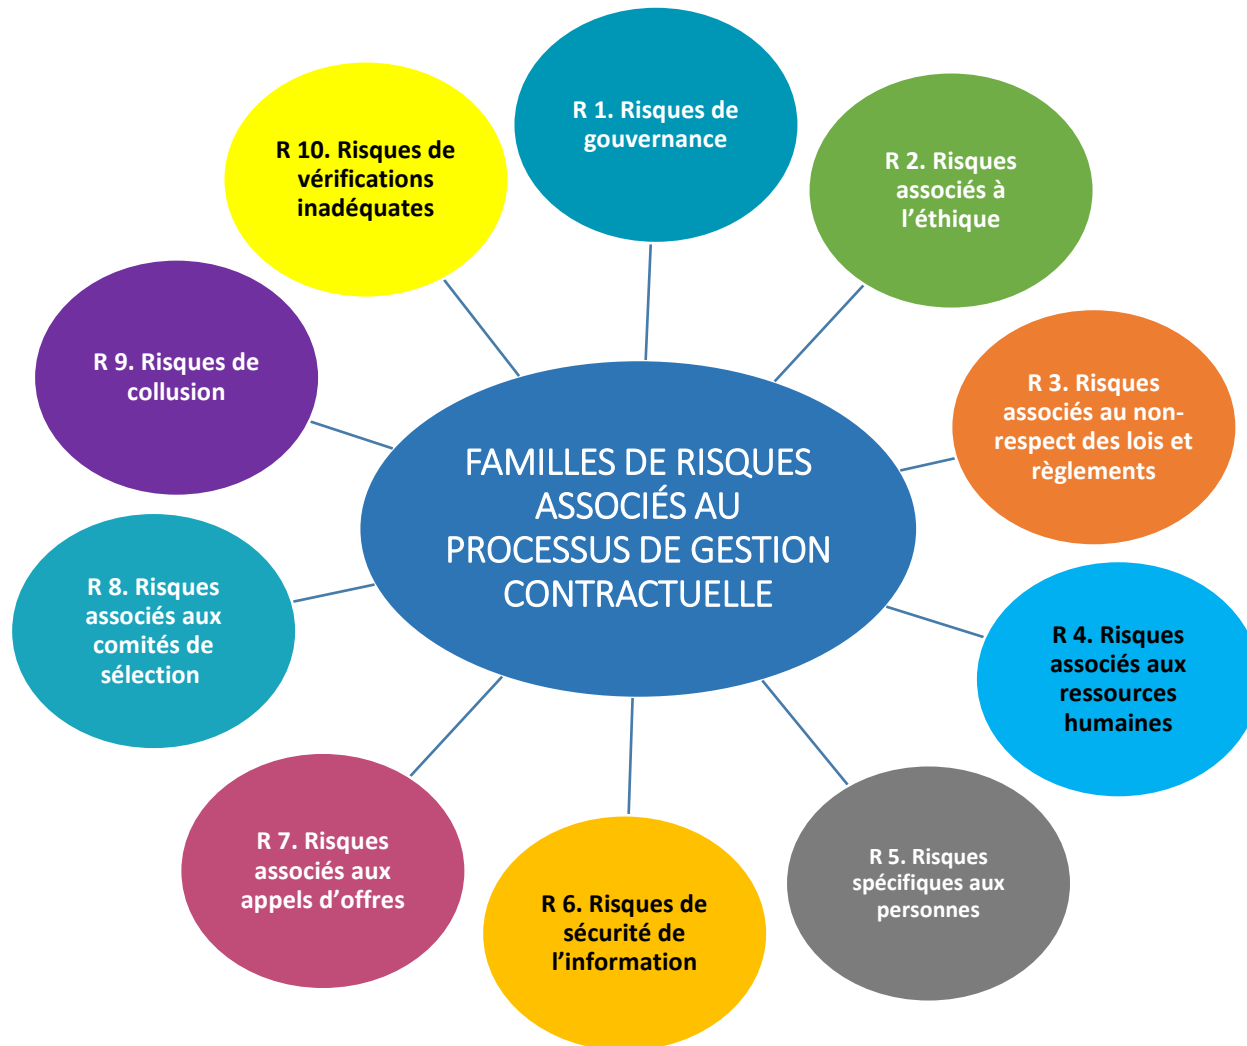 R 1. Risques de
gouvernance
R 2. Risques
associés à
l’éthique
R 3. Risques
associés au non-
respect des lois et
règlements
R 4. Risques
associés aux
ressources
humaines
R 5. Risques
spécifiques aux
personnes
R 6. Risques de
sécurité de
l’information
R 7. Risques
associés aux
appels d’offres
R 8. Risques
associés aux
comités de
sélection
R 9. Risques de
collusion
R 10. Risques de
vérifications
inadéquates
FAMILLES DE RISQUES
ASSOCIÉS AU
PROCESSUS DE GESTION
CONTRACTUELLE